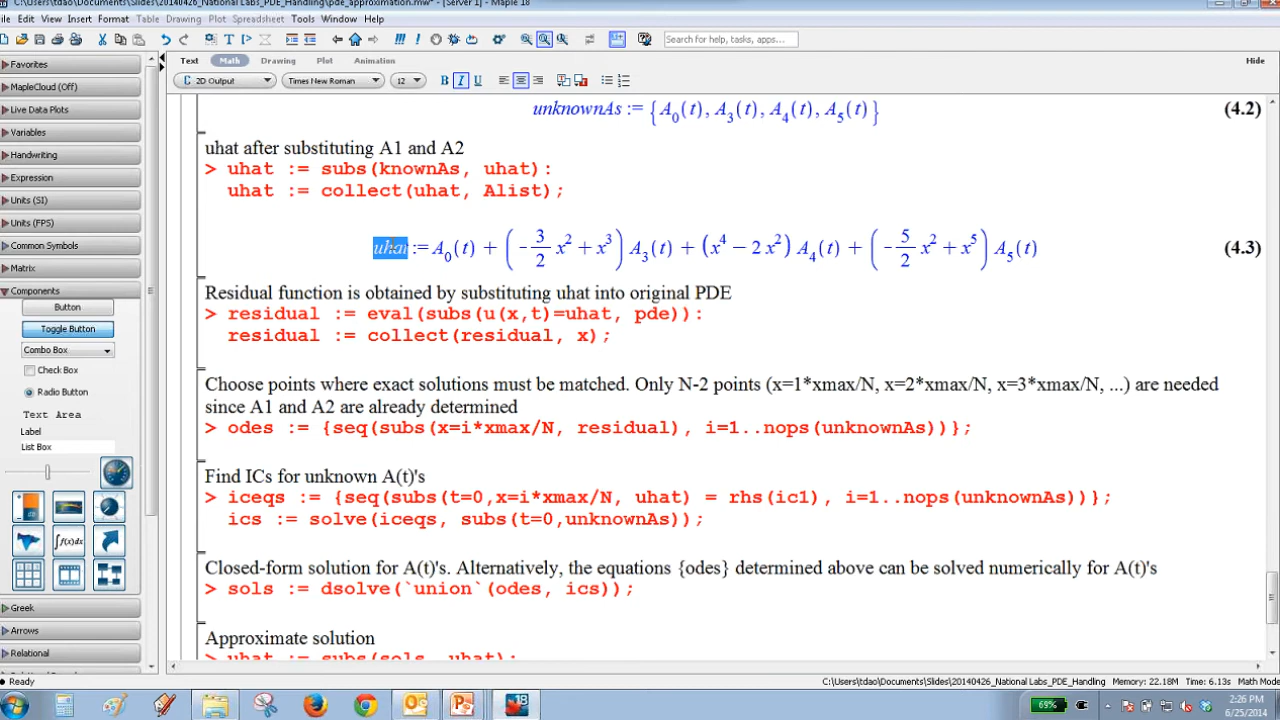 C:\Users\tdao\Documents\Slides\20140426_National Labs_PDE_Handling\pde_approximation.mw* - [Server 1] - Maple 18
File Edit View Insert Format Table Drawing Plot Spreadsheet Tools Window Help
Search for help, tasks, apps...
Text Math Drawing Plot Animation Hide
2D Output Times New Roman 12 B I U
Favorites
MapleCloud (Off)
Live Data Plots
Variables
Handwriting
Expression
Units (SI)
Units (FPS)
Common Symbols
Matrix
Components
Button
Toggle Button
Combo Box
Check Box
Radio Button
Text Area
Label
List Box
∫f(x)dx
Greek
Arrows
Relational
unknownAs := {A₀(t), A₃(t), A₄(t), A₅(t)} (4.2)
uhat after substituting A1 and A2
> uhat := subs(knownAs, uhat):
uhat := collect(uhat, Alist);
uhat := A₀(t) + (-3/2 x² + x³) A₃(t) + (x⁴ − 2 x²) A₄(t) + (-5/2 x² + x⁵) A₅(t) (4.3)
Residual function is obtained by substituting uhat into original PDE
> residual := eval(subs(u(x,t)=uhat, pde)):
residual := collect(residual, x);
Choose points where exact solutions must be matched. Only N-2 points (x=1*xmax/N, x=2*xmax/N, x=3*xmax/N, ...) are needed
since A1 and A2 are already determined
> odes := {seq(subs(x=i*xmax/N, residual), i=1..nops(unknownAs))};
Find ICs for unknown A(t)'s
> iceqs := {seq(subs(t=0,x=i*xmax/N, uhat) = rhs(ic1), i=1..nops(unknownAs))};
ics := solve(iceqs, subs(t=0,unknownAs));
Closed-form solution for A(t)'s. Alternatively, the equations {odes} determined above can be solved numerically for A(t)'s
> sols := dsolve(`union`(odes, ics));
Approximate solution
> uhat := subs(sols, uhat);
Ready
C:\Users\tdao\Documents\Slides\20140426_National Labs_PDE_Handling Memory: 22.18M Time: 6.13s Math Mode
69%
2:26 PM
6/25/2014